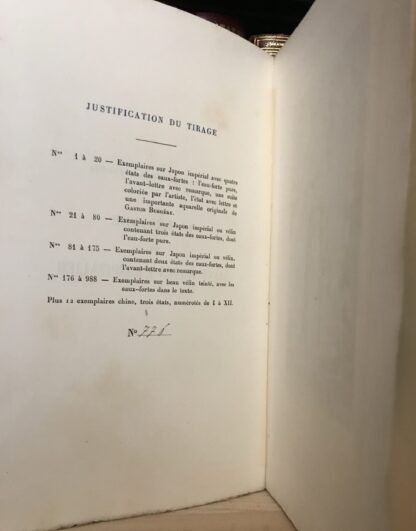 JUSTIFICATION DU TIRAGE
Nos 1 à 20 — Exemplaires sur Japon impérial avec quatre
états des eaux-fortes : l'eau-forte pure,
l'avant-lettre avec remarque, une suite
coloriée par l'artiste, l'état avec lettre et
une importante aquarelle originale de
GASTON BUSSIÈRE.
Nos 21 à 80 — Exemplaires sur Japon impérial ou vélin
contenant trois états des eaux-fortes, dont
l'eau-forte pure.
Nos 81 à 175 — Exemplaires sur Japon impérial ou vélin,
contenant deux états des eaux-fortes, dont
l'avant-lettre avec remarque.
Nos 176 à 988 — Exemplaires sur beau vélin teinté, avec les
eaux-fortes dans le texte.
Plus 12 exemplaires chine, trois états, numérotés de I à XII.
No 776